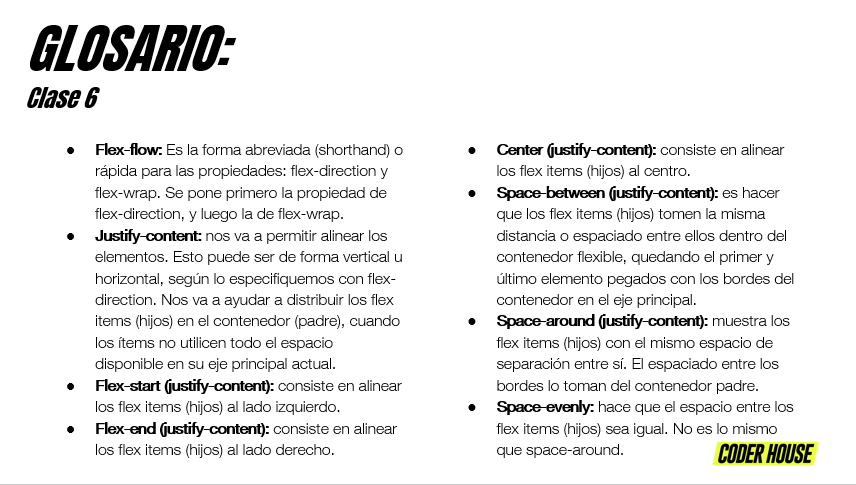 GLOSARIO:
Clase 6
● Flex-flow: Es la forma abreviada (shorthand) o
rápida para las propiedades: flex-direction y
flex-wrap. Se pone primero la propiedad de
flex-direction, y luego la de flex-wrap.
● Justify-content: nos va a permitir alinear los
elementos. Esto puede ser de forma vertical u
horizontal, según lo especifiquemos con flex-
direction. Nos va a ayudar a distribuir los flex
items (hijos) en el contenedor (padre), cuando
los ítems no utilicen todo el espacio
disponible en su eje principal actual.
● Flex-start (justify-content): consiste en alinear
los flex items (hijos) al lado izquierdo.
● Flex-end (justify-content): consiste en alinear
los flex items (hijos) al lado derecho.
● Center (justify-content): consiste en alinear
los flex items (hijos) al centro.
● Space-between (justify-content): es hacer
que los flex items (hijos) tomen la misma
distancia o espaciado entre ellos dentro del
contenedor flexible, quedando el primer y
último elemento pegados con los bordes del
contenedor en el eje principal.
● Space-around (justify-content): muestra los
flex items (hijos) con el mismo espacio de
separación entre sí. El espaciado entre los
bordes lo toman del contenedor padre.
● Space-evenly: hace que el espacio entre los
flex items (hijos) sea igual. No es lo mismo
que space-around.
CODER HOUSE